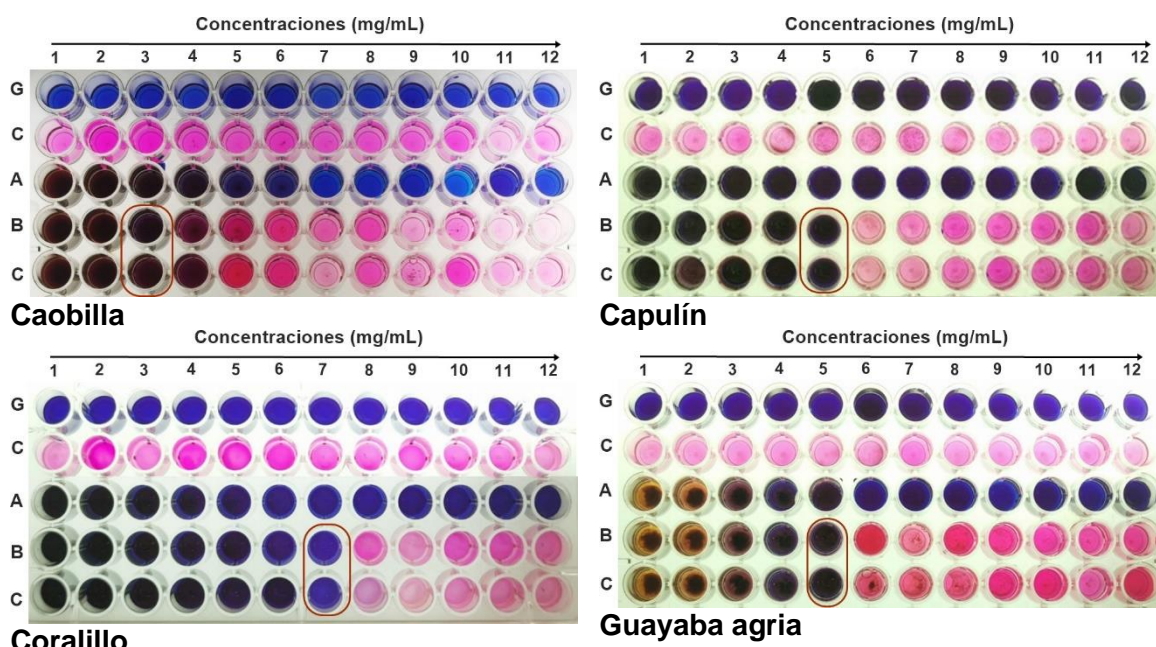 Concentraciones (mg/mL)
1 2 3 4 5 6 7 8 9 10 11 12
G
C
A
B
C
Caobilla
Concentraciones (mg/mL)
1 2 3 4 5 6 7 8 9 10 11 12
G
C
A
B
C
Capulín
Concentraciones (mg/mL)
1 2 3 4 5 6 7 8 9 10 11 12
G
C
A
B
C
Coralillo
Concentraciones (mg/mL)
1 2 3 4 5 6 7 8 9 10 11 12
G
C
A
B
C
Guayaba agria